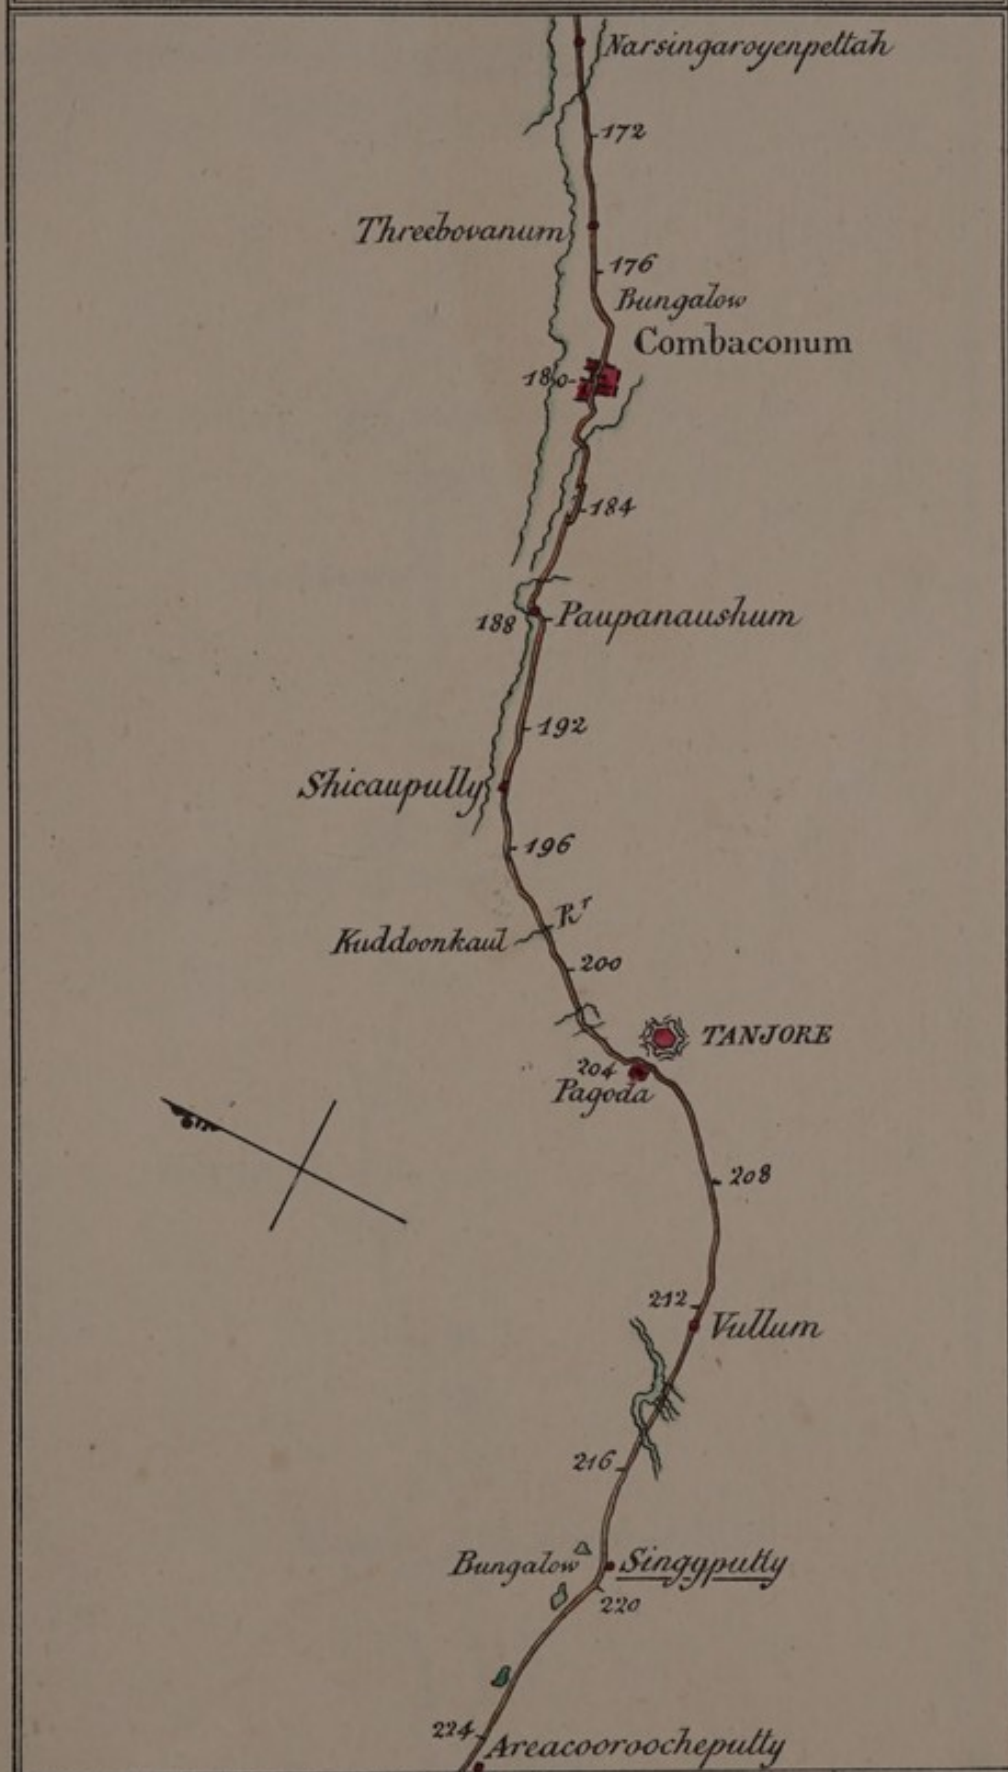 Narsingaroyenpettah
172
Threebovanum
176
Bungalow
Combaconum
180
184
188
Paupanaushum
192
Shicaupully
196
Rr
Kuddoonkaul
200
TANJORE
204
Pagoda
208
212
Vullum
216
Bungalow
Singgputty
220
224
Areacooroocheputty